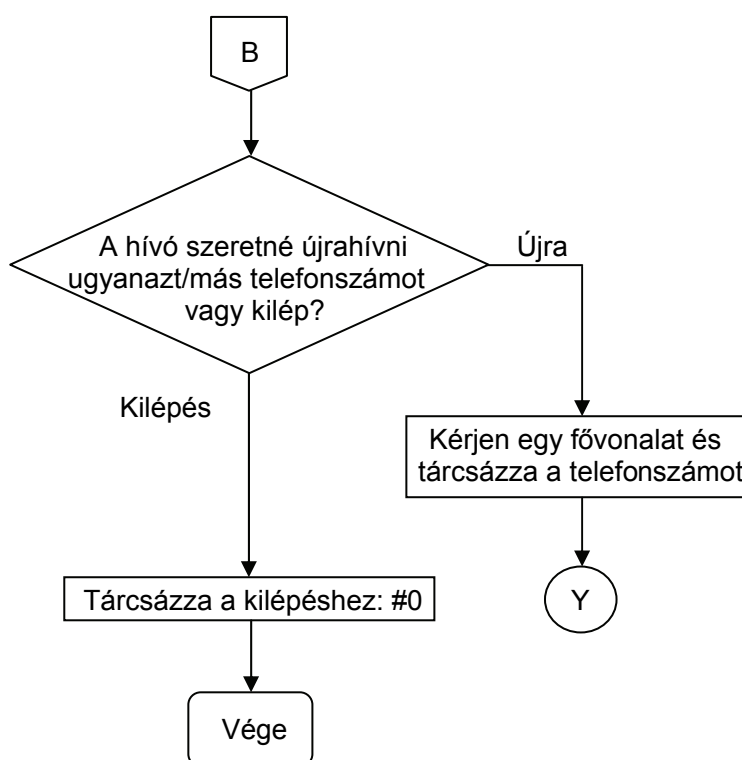 B
A hívó szeretné újrahívni
ugyanazt/más telefonszámot
vagy kilép?
Újra
Kilépés
Kérjen egy fővonalat és
tárcsázza a telefonszámot
Tárcsázza a kilépéshez: #0
Y
Vége